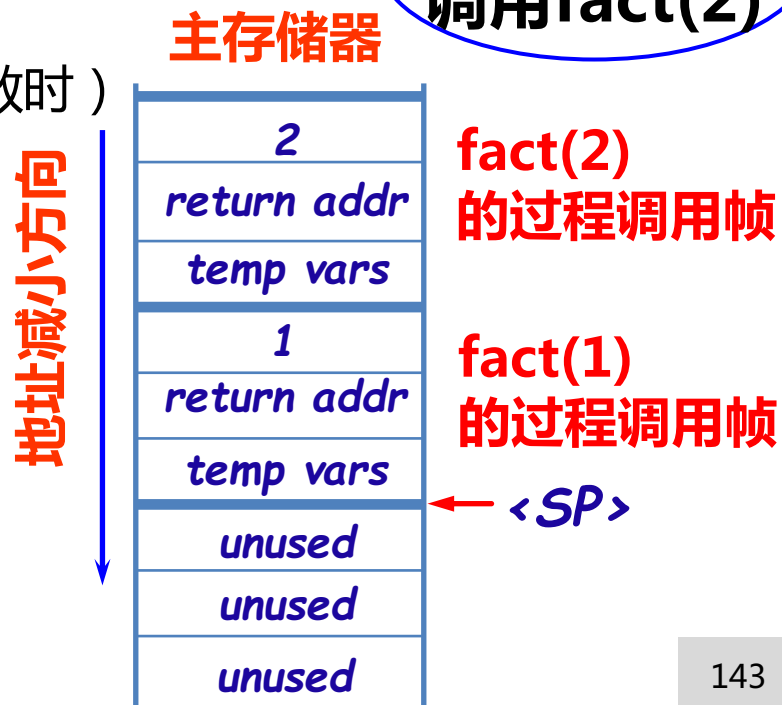 调用fact(2)
主存储器
时）
地址减小方向
2
return addr
temp vars
fact(2)
的过程调用帧
1
return addr
temp vars
fact(1)
的过程调用帧
<SP>
unused
unused
unused
143